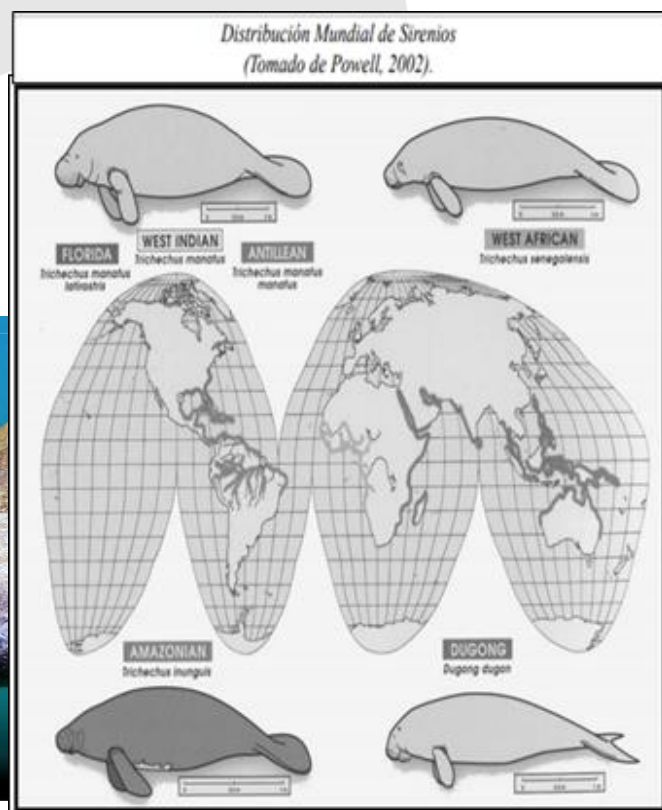 Distribución Mundial de Sirenios
(Tomado de Powell, 2002).
FLORIDA
Trichechus manatus
latirostris
WEST INDIAN
Trichechus manatus
ANTILLEAN
Trichechus manatus
manatus
WEST AFRICAN
Trichechus senegalensis
AMAZONIAN
Trichechus inunguis
DUGONG
Dugong dugon